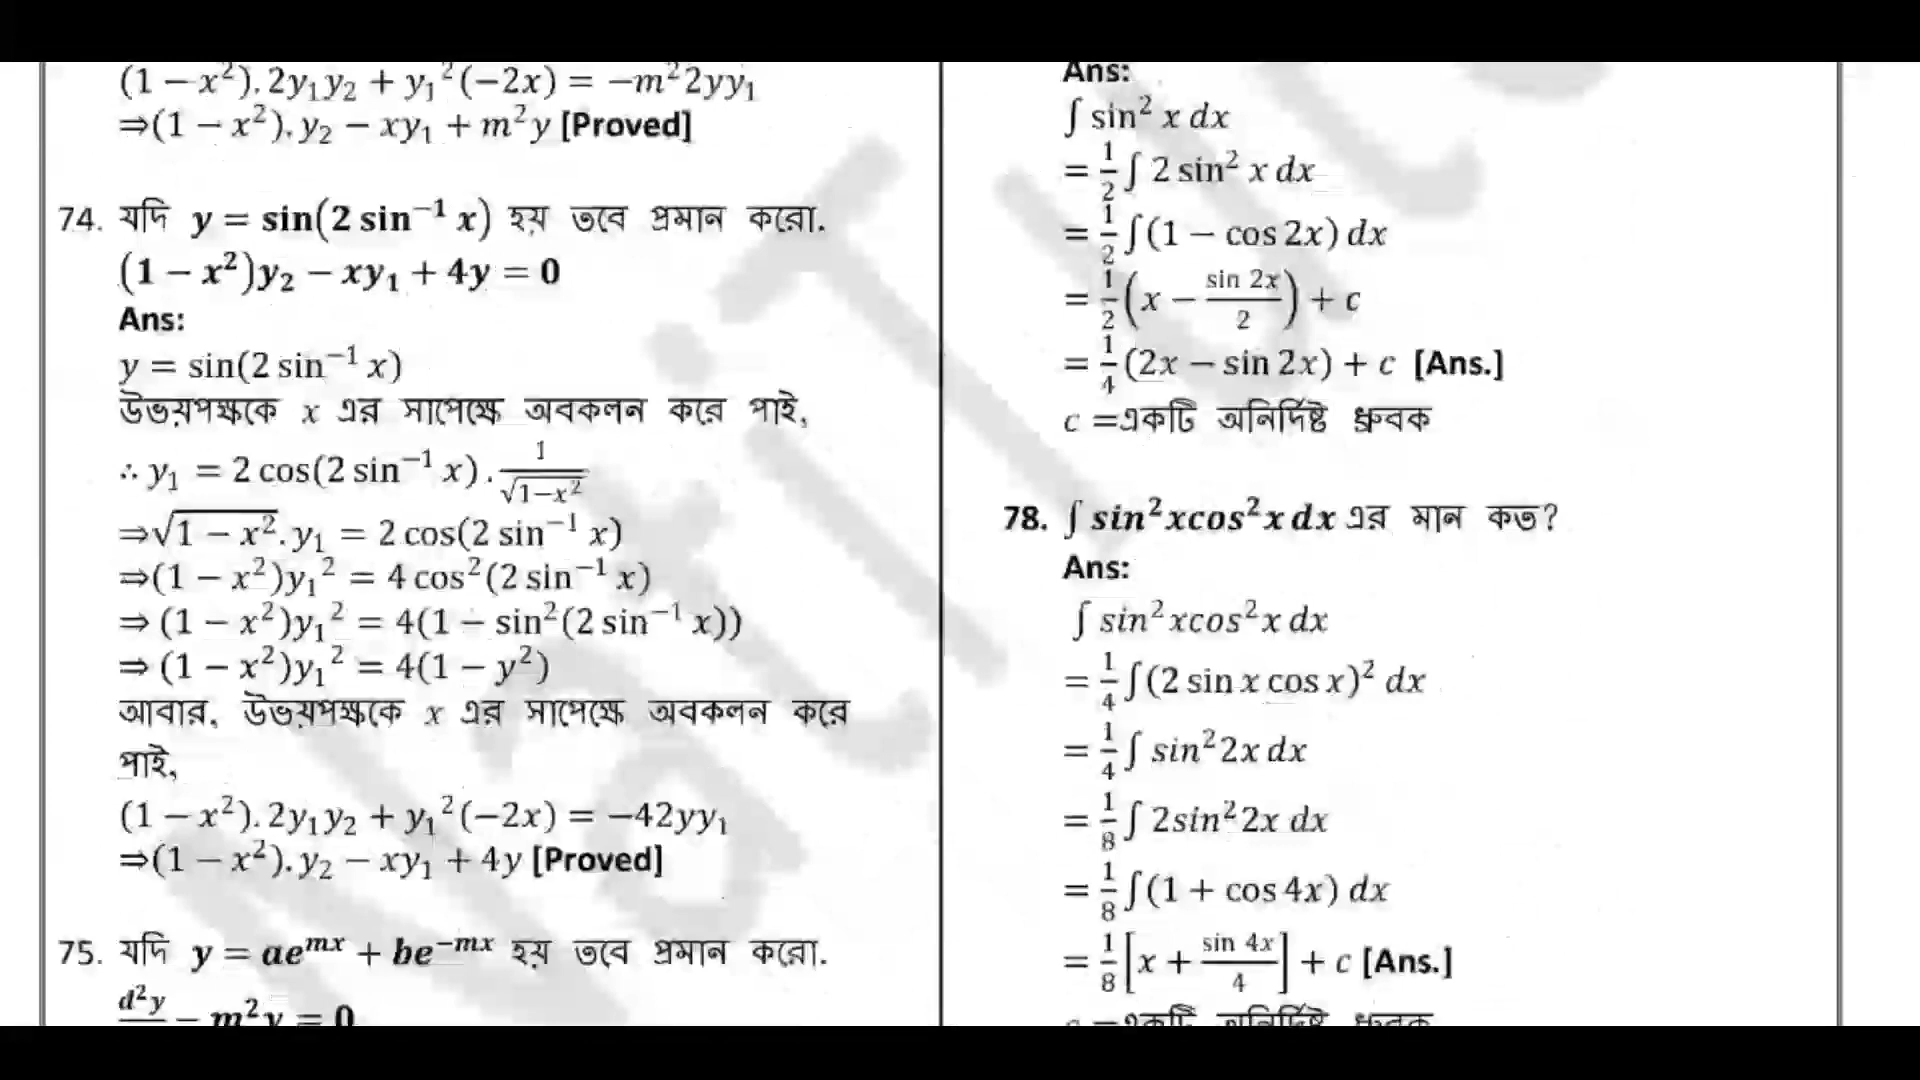 (1 − x²). 2y₁y₂ + y₁²(−2x) = −m²2yy₁
⇒(1 − x²). y₂ − xy₁ + m²y [Proved]
74. যদি y = sin(2 sin⁻¹ x) হয় তবে প্রমান করো.
(1 − x²)y₂ − xy₁ + 4y = 0
Ans:
y = sin(2 sin⁻¹ x)
উভয়পক্ষকে x এর সাপেক্ষে অবকলন করে পাই,
∴ y₁ = 2 cos(2 sin⁻¹ x) . 1/√1−x²
⇒√1 − x². y₁ = 2 cos(2 sin⁻¹ x)
⇒(1 − x²)y₁² = 4 cos²(2 sin⁻¹ x)
⇒ (1 − x²)y₁² = 4(1 − sin²(2 sin⁻¹ x))
⇒ (1 − x²)y₁² = 4(1 − y²)
আবার, উভয়পক্ষকে x এর সাপেক্ষে অবকলন করে
পাই,
(1 − x²). 2y₁y₂ + y₁²(−2x) = −42yy₁
⇒(1 − x²). y₂ − xy₁ + 4y [Proved]
75. যদি y = aeᵐˣ + be⁻ᵐˣ হয় তবে প্রমান করো.
d²y − m²y = 0
Ans:
∫ sin² x dx
= 1/2 ∫ 2 sin² x dx
= 1/2 ∫(1 − cos 2x) dx
= 1/2 (x − sin 2x/2) + c
= 1/4 (2x − sin 2x) + c [Ans.]
c =একটি অনির্দিষ্ট ধ্রুবক
78. ∫ sin²xcos²x dx এর মান কত?
Ans:
∫ sin²xcos²x dx
= 1/4 ∫(2 sin x cos x)² dx
= 1/4 ∫ sin²2x dx
= 1/8 ∫ 2sin²2x dx
= 1/8 ∫(1 + cos 4x) dx
= 1/8 [x + sin 4x/4] + c [Ans.]
c =একটি অনির্দিষ্ট ধ্রুবক